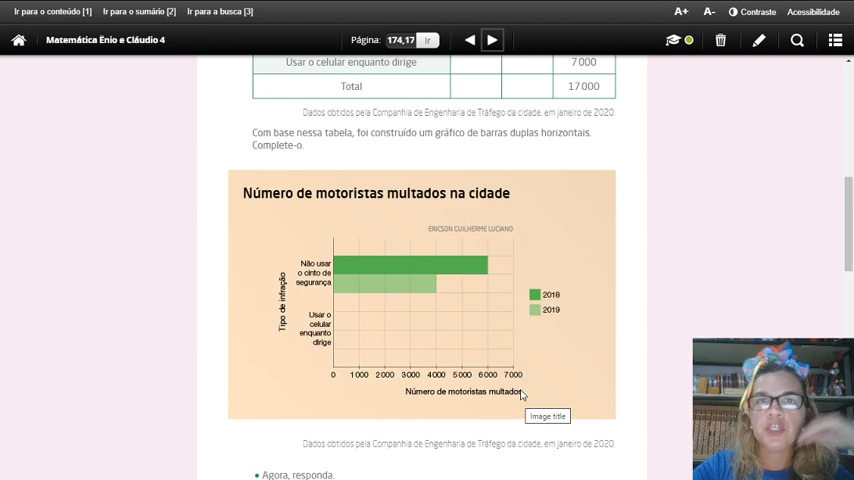 Ir para o conteúdo [1] Ir para o sumário [2] Ir para a busca [3] A+ A- Contraste Acessibilidade
Matemática Ênio e Cláudio 4 Página: 174,17 Ir
Usar o celular enquanto dirige 7 000
Total 17 000
Dados obtidos pela Companhia de Engenharia de Tráfego da cidade, em janeiro de 2020.
Com base nessa tabela, foi construído um gráfico de barras duplas horizontais.
Complete-o.
Número de motoristas multados na cidade
ERICSON GUILHERME LUCIANO
Tipo de infração
Não usar
o cinto de
segurança
Usar o
celular
enquanto
dirige
2018
2019
0 1 000 2 000 3 000 4 000 5 000 6 000 7 000
Número de motoristas multados
Image title
Dados obtidos pela Companhia de Engenharia de Tráfego da cidade, em janeiro de 2020.
• Agora, responda.